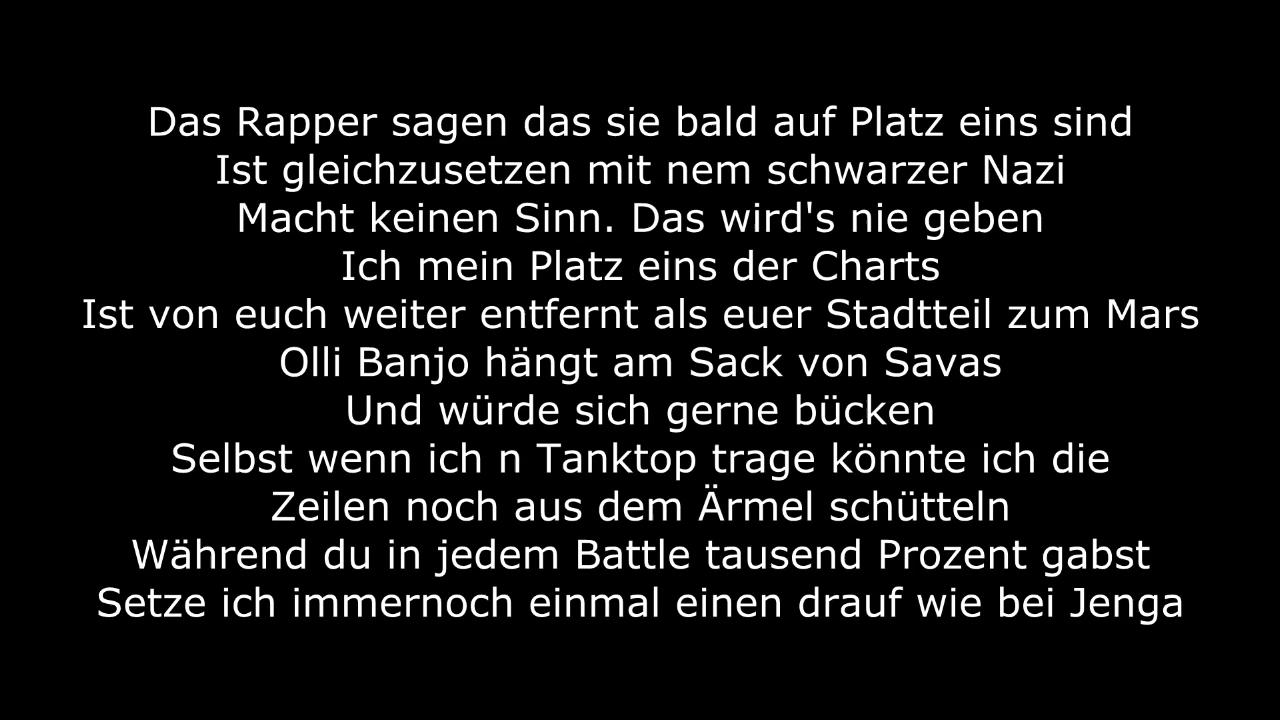 Das Rapper sagen das sie bald auf Platz eins sind
Ist gleichzusetzen mit nem schwarzer Nazi
Macht keinen Sinn. Das wird's nie geben
Ich mein Platz eins der Charts
Ist von euch weiter entfernt als euer Stadtteil zum Mars
Olli Banjo hängt am Sack von Savas
Und würde sich gerne bücken
Selbst wenn ich n Tanktop trage könnte ich die
Zeilen noch aus dem Ärmel schütteln
Während du in jedem Battle tausend Prozent gabst
Setze ich immernoch einmal einen drauf wie bei Jenga